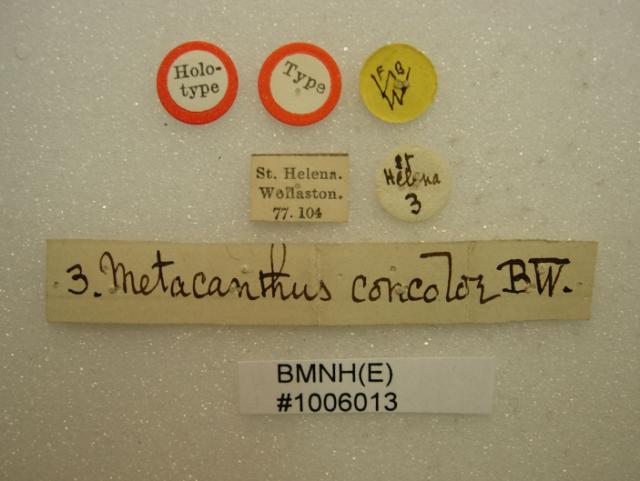 Holo-
type
Type
St. Helena.
Wollaston.
77. 104
St
Helena
3
3. Metacanthus concolor BW.
BMNH(E)
#1006013